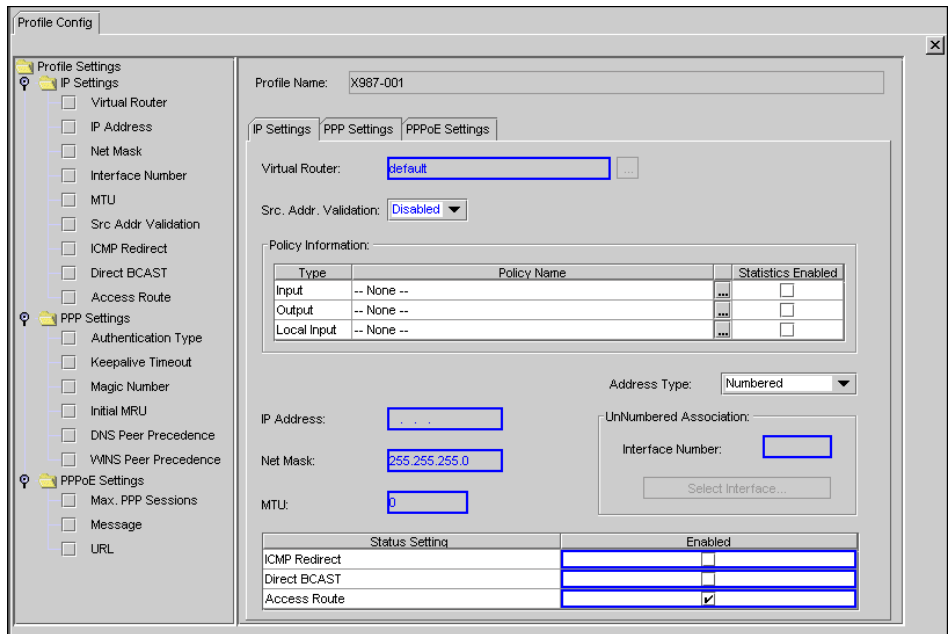 Profile Config
Profile Settings
IP Settings
Virtual Router
IP Address
Net Mask
Interface Number
MTU
Src Addr Validation
ICMP Redirect
Direct BCAST
Access Route
PPP Settings
Authentication Type
Keepalive Timeout
Magic Number
Initial MRU
DNS Peer Precedence
WINS Peer Precedence
PPPoE Settings
Max. PPP Sessions
Message
URL
Profile Name: X987-001
IP Settings PPP Settings PPPoE Settings
Virtual Router: default ...
Src. Addr. Validation: Disabled
Policy Information:
Type Policy Name Statistics Enabled
Input -- None -- ...
Output -- None -- ...
Local Input -- None -- ...
Address Type: Numbered
IP Address: . . .
UnNumbered Association:
Interface Number:
Net Mask: 255.255.255.0
Select Interface...
MTU: 0
Status Setting Enabled
ICMP Redirect
Direct BCAST
Access Route